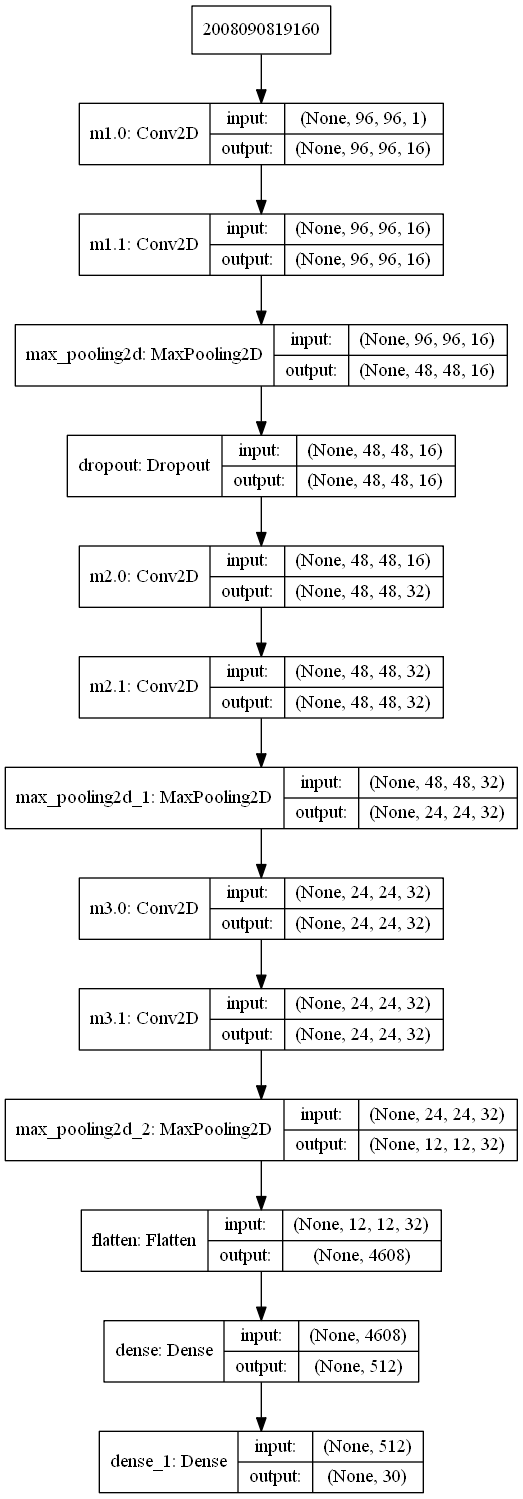 2008090819160
m1.0: Conv2D
input: (None, 96, 96, 1)
output: (None, 96, 96, 16)
m1.1: Conv2D
input: (None, 96, 96, 16)
output: (None, 96, 96, 16)
max_pooling2d: MaxPooling2D
input: (None, 96, 96, 16)
output: (None, 48, 48, 16)
dropout: Dropout
input: (None, 48, 48, 16)
output: (None, 48, 48, 16)
m2.0: Conv2D
input: (None, 48, 48, 16)
output: (None, 48, 48, 32)
m2.1: Conv2D
input: (None, 48, 48, 32)
output: (None, 48, 48, 32)
max_pooling2d_1: MaxPooling2D
input: (None, 48, 48, 32)
output: (None, 24, 24, 32)
m3.0: Conv2D
input: (None, 24, 24, 32)
output: (None, 24, 24, 32)
m3.1: Conv2D
input: (None, 24, 24, 32)
output: (None, 24, 24, 32)
max_pooling2d_2: MaxPooling2D
input: (None, 24, 24, 32)
output: (None, 12, 12, 32)
flatten: Flatten
input: (None, 12, 12, 32)
output: (None, 4608)
dense: Dense
input: (None, 4608)
output: (None, 512)
dense_1: Dense
input: (None, 512)
output: (None, 30)